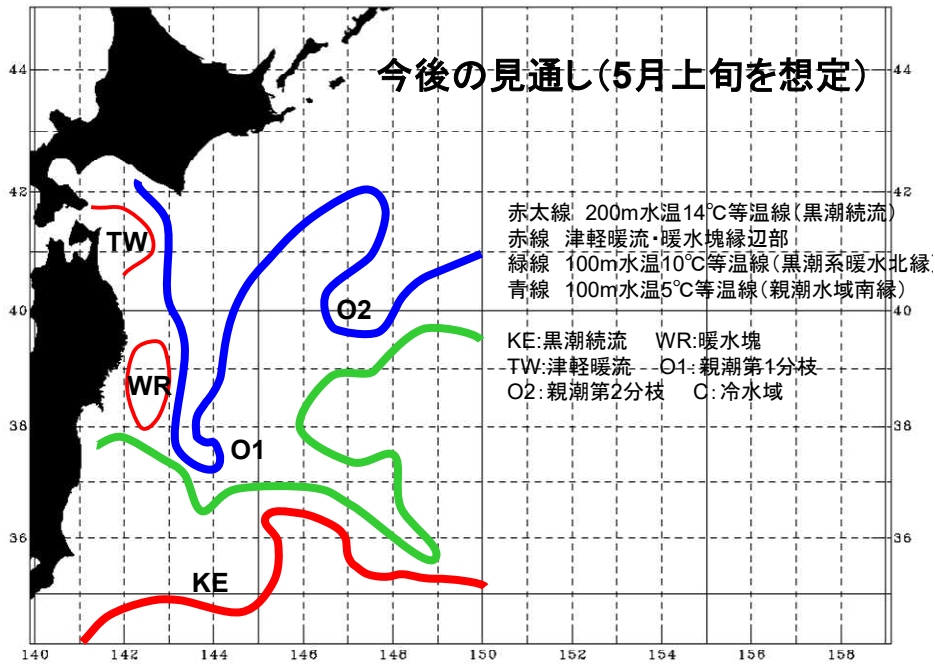 今後の見通し(5月上旬を想定)
44 44
42 42
赤太線 200m水温14℃等温線(黒潮続流)
赤線 津軽暖流・暖水塊縁辺部
緑線 100m水温10℃等温線(黒潮系暖水北縁)
青線 100m水温5℃等温線(親潮水域南縁)
TW
O2
40 40
KE:黒潮続流 WR:暖水塊
TW:津軽暖流 O1:親潮第1分枝
O2:親潮第2分枝 C:冷水域
WR
38 38
O1
36 36
KE
140 142 144 146 148 150 152 154 156 158